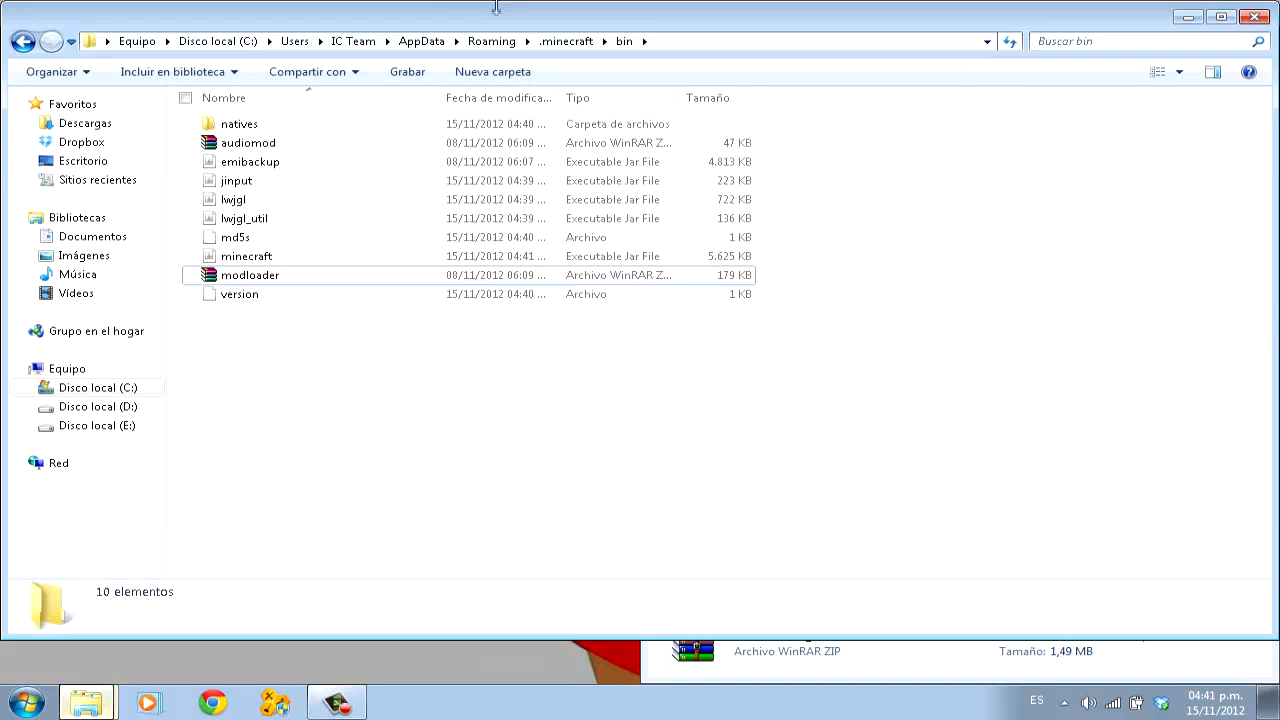 Equipo Disco local (C:) Users IC Team AppData Roaming .minecraft bin Buscar bin
Organizar Incluir en biblioteca Compartir con Grabar Nueva carpeta
Nombre Fecha de modifica... Tipo Tamaño
Favoritos
Descargas
Dropbox
Escritorio
Sitios recientes
Bibliotecas
Documentos
Imágenes
Música
Vídeos
Grupo en el hogar
Equipo
Disco local (C:)
Disco local (D:)
Disco local (E:)
Red
natives 15/11/2012 04:40 ... Carpeta de archivos
audiomod 08/11/2012 06:09 ... Archivo WinRAR Z... 47 KB
emibackup 08/11/2012 06:07 ... Executable Jar File 4.813 KB
jinput 15/11/2012 04:39 ... Executable Jar File 223 KB
lwjgl 15/11/2012 04:39 ... Executable Jar File 722 KB
lwjgl_util 15/11/2012 04:39 ... Executable Jar File 136 KB
md5s 15/11/2012 04:40 ... Archivo 1 KB
minecraft 15/11/2012 04:41 ... Executable Jar File 5.625 KB
modloader 08/11/2012 06:09 ... Archivo WinRAR Z... 179 KB
version 15/11/2012 04:40 ... Archivo 1 KB
10 elementos
Archivo WinRAR ZIP Tamaño: 1,49 MB
ES 04:41 p.m.
15/11/2012